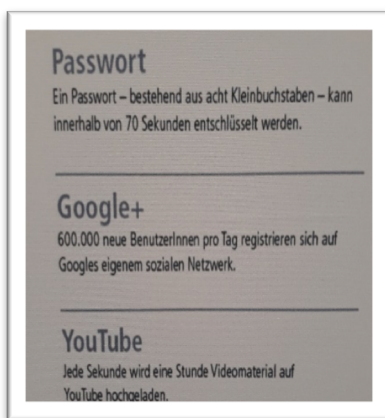 Passwort
Ein Passwort – bestehend aus acht Kleinbuchstaben – kann
innerhalb von 70 Sekunden entschlüsselt werden.
Google+
600.000 neue BenutzerInnen pro Tag registrieren sich auf
Googles eigenem sozialen Netzwerk.
YouTube
Jede Sekunde wird eine Stunde Videomaterial auf
YouTube hochgeladen.